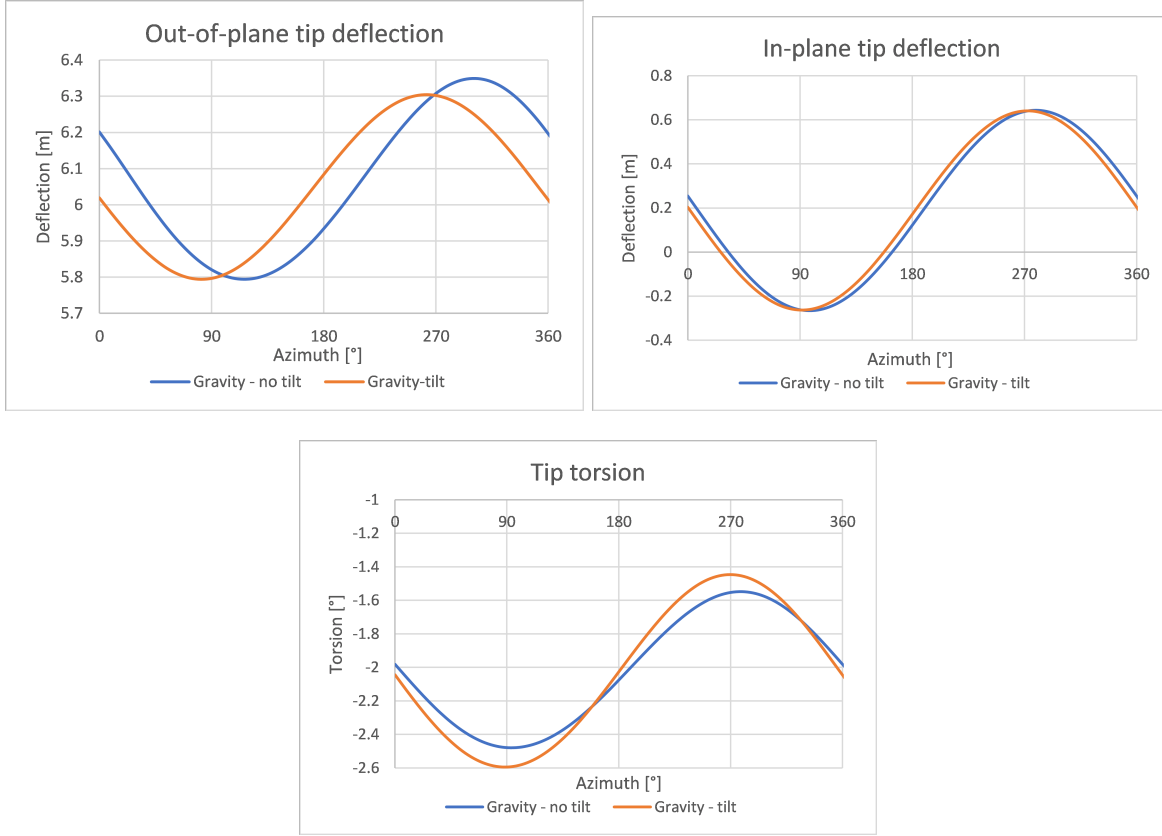 Out-of-plane tip deflection
6.4
6.3
6.2
6.1
6
5.9
5.8
5.7
Deflection [m]
0 90 180 270 360
Azimuth [°]
Gravity - no tilt Gravity-tilt
In-plane tip deflection
0.8
0.6
0.4
0.2
0
-0.2
-0.4
Deflection [m]
0 90 180 270 360
Azimuth [°]
Gravity - no tilt Gravity - tilt
Tip torsion
-1
-1.2
-1.4
-1.6
-1.8
-2
-2.2
-2.4
-2.6
Torsion [°]
0 90 180 270 360
Azimuth [°]
Gravity - no tilt Gravity - tilt